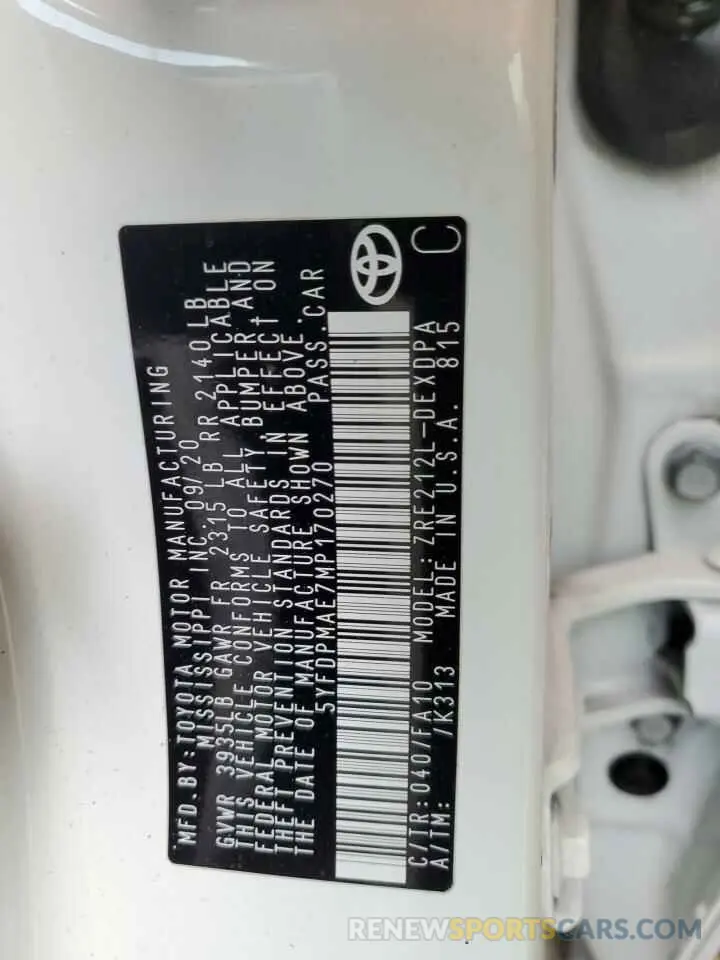 MFD.BY:TOYOTA MOTOR MANUFACTURING
MISSISSIPPI INC. 09/20
GVWR 3935LB GAWR FR 2315 LB RR 2140LB
THIS VEHICLE CONFORMS TO ALL APPLICABLE
FEDERAL MOTOR VEHICLE SAFETY, BUMPER, AND
THEFT PREVENTION STANDARDS IN EFFECT ON
THE DATE OF MANUFACTURE SHOWN ABOVE.
5YFDPMAE7MP170270 PASS.CAR
C/TR:040/FA10 MODEL:ZRE212L-DEXDPA
A/TM: /K313 MADE IN U.S.A. 815
C
RENEWSPORTSCARS.COM